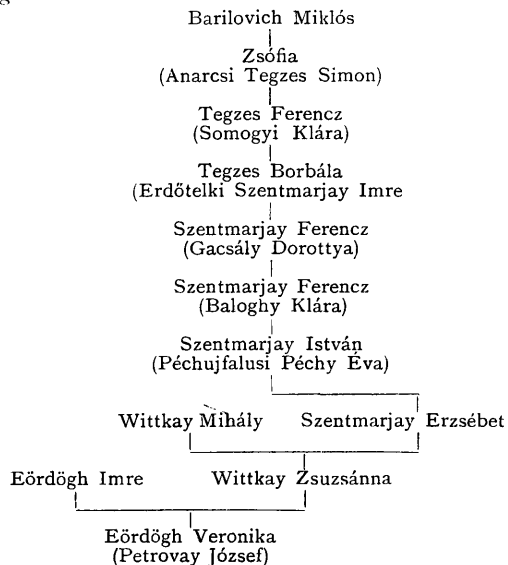 Barilovich Miklós
Zsófia
(Anarcsi Tegzes Simon)
Tegzes Ferencz
(Somogyi Klára)
Tegzes Borbála
(Erdőtelki Szentmarjay Imre
Szentmarjay Ferencz
(Gacsály Dorottya)
Szentmarjay Ferencz
(Baloghy Klára)
Szentmarjay István
(Péchujfalusi Péchy Éva)
Wittkay Mihály Szentmarjay Erzsébet
Eördögh Imre Wittkay Zsuzsánna
Eördögh Veronika
(Petrovay József)